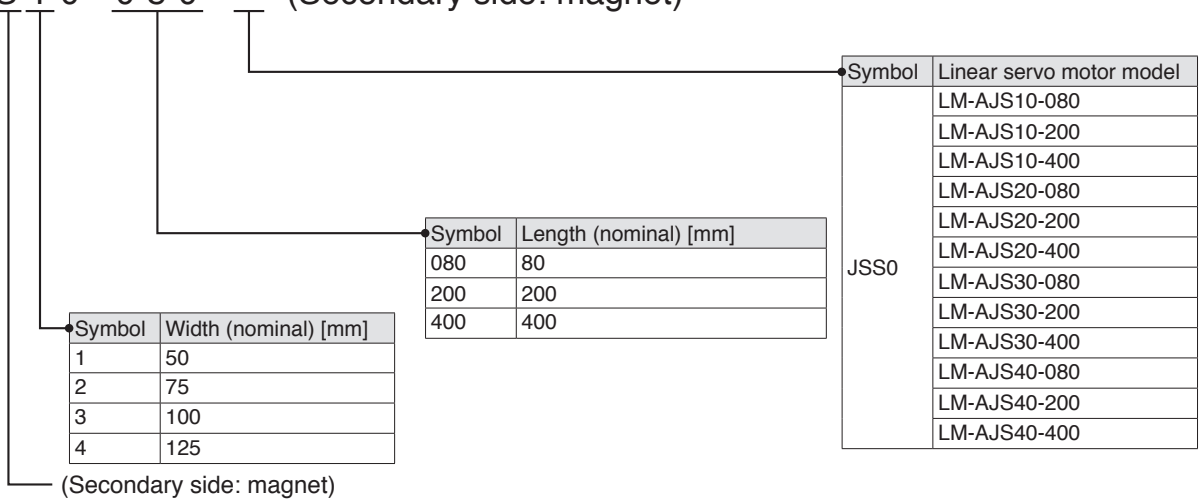 (Secondary side: magnet)
Symbol Linear servo motor model
JSS0
LM-AJS10-080
LM-AJS10-200
LM-AJS10-400
LM-AJS20-080
LM-AJS20-200
LM-AJS20-400
LM-AJS30-080
LM-AJS30-200
LM-AJS30-400
LM-AJS40-080
LM-AJS40-200
LM-AJS40-400
Symbol Length (nominal) [mm]
080 80
200 200
400 400
Symbol Width (nominal) [mm]
1 50
2 75
3 100
4 125
(Secondary side: magnet)